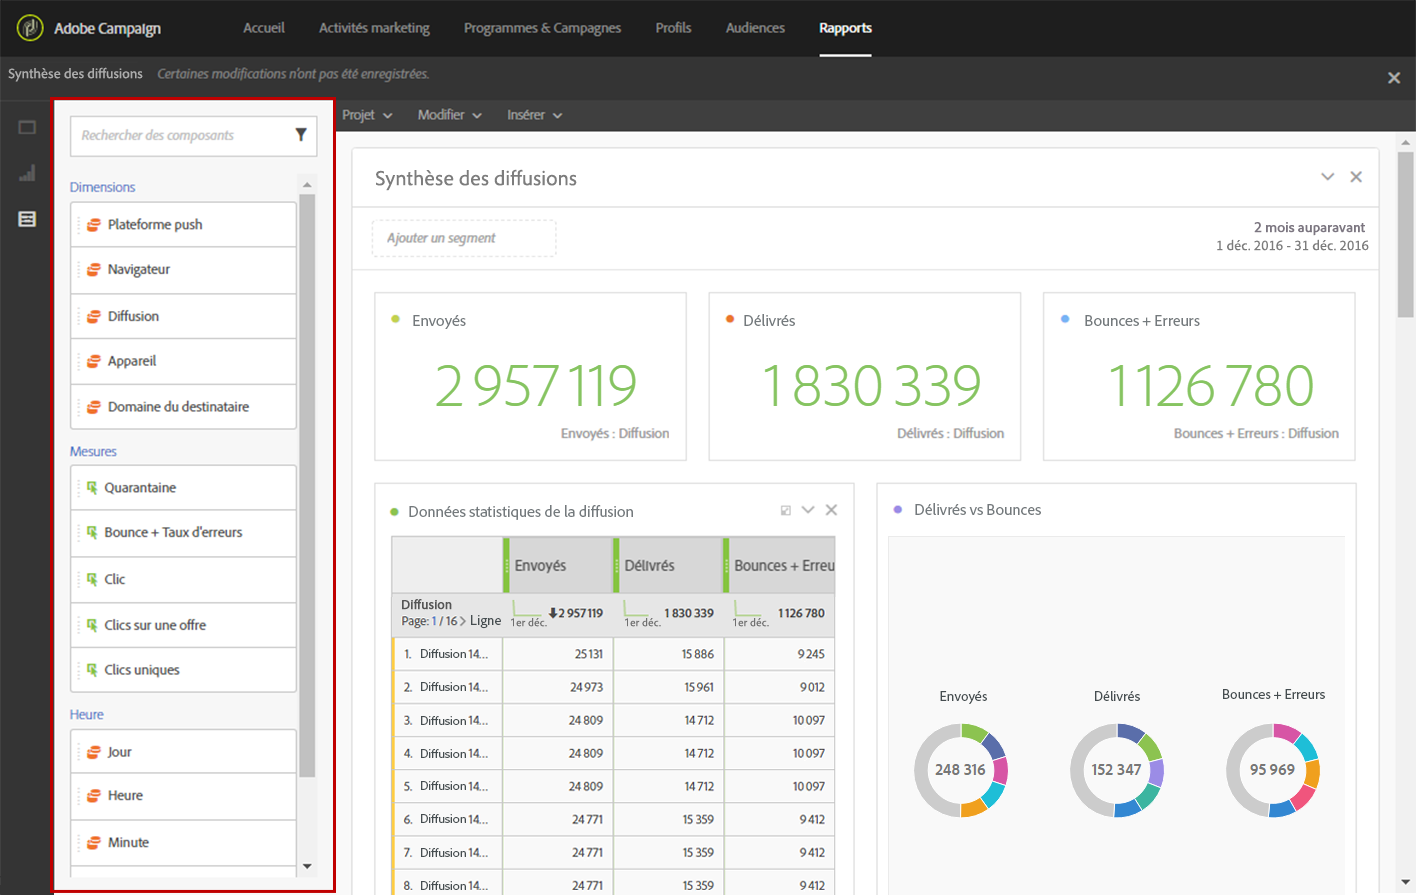 Adobe Campaign Accueil Activités marketing Programmes & Campagnes Profils Audiences Rapports
Synthèse des diffusions Certaines modifications n'ont pas été enregistrées.
Projet Modifier Insérer
Rechercher des composants
Dimensions
Plateforme push
Navigateur
Diffusion
Appareil
Domaine du destinataire
Mesures
Quarantaine
Bounce + Taux d'erreurs
Clic
Clics sur une offre
Clics uniques
Heure
Jour
Heure
Minute
Synthèse des diffusions
Ajouter un segment
2 mois auparavant
1 déc. 2016 - 31 déc. 2016
Envoyés
2 957 119
Envoyés : Diffusion
Délivrés
1 830 339
Délivrés : Diffusion
Bounces + Erreurs
1 126 780
Bounces + Erreurs : Diffusion
Données statistiques de la diffusion
Envoyés Délivrés Bounces + Erreu
Diffusion
Page: 1 / 16 > Ligne
1er déc. 2 957 119 1er déc. 1 830 339 1er déc. 1 126 780
1. Diffusion 14... 25 131 15 886 9 245
2. Diffusion 14... 24 973 15 961 9 012
3. Diffusion 14... 24 809 14 712 10 097
4. Diffusion 14... 24 809 14 712 10 097
5. Diffusion 14... 24 809 14 712 10 097
6. Diffusion 14... 24 771 15 359 9 412
7. Diffusion 14... 24 771 15 359 9 412
8. Diffusion 14... 24 771 15 359 9 412
Délivrés vs Bounces
Envoyés Délivrés Bounces + Erreurs
248 316 152 347 95 969